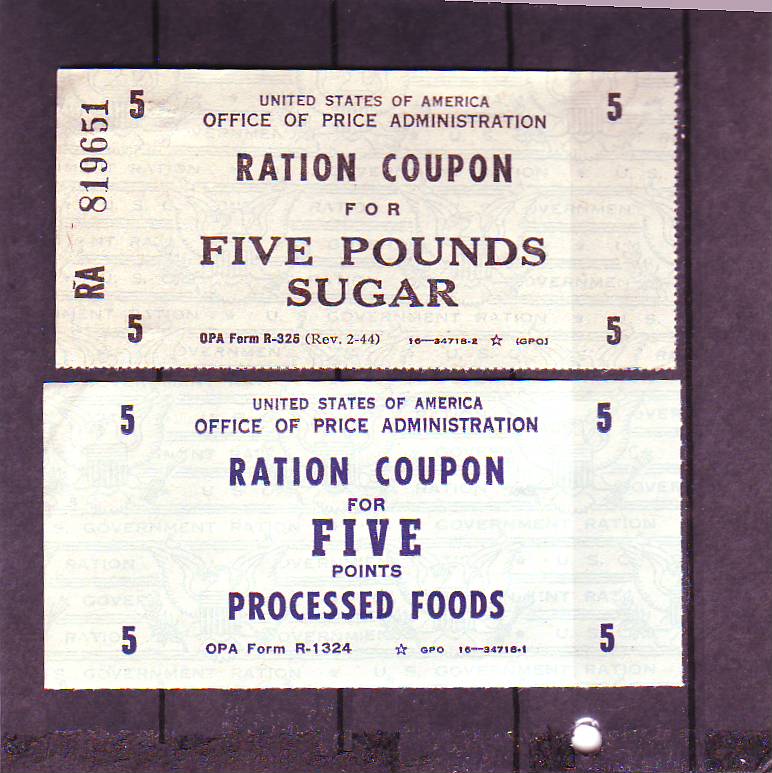 5
UNITED STATES OF AMERICA
5
OFFICE OF PRICE ADMINISTRATION
RA 819651
RATION COUPON
FOR
FIVE POUNDS
SUGAR
5
5
OPA Form R-325 (Rev. 2-44) 16—34718-2 ☆ (GPO)
UNITED STATES OF AMERICA
5
5
OFFICE OF PRICE ADMINISTRATION
RATION COUPON
FOR
FIVE
POINTS
PROCESSED FOODS
5
5
OPA Form R-1324 ☆ GPO 16—34716-1